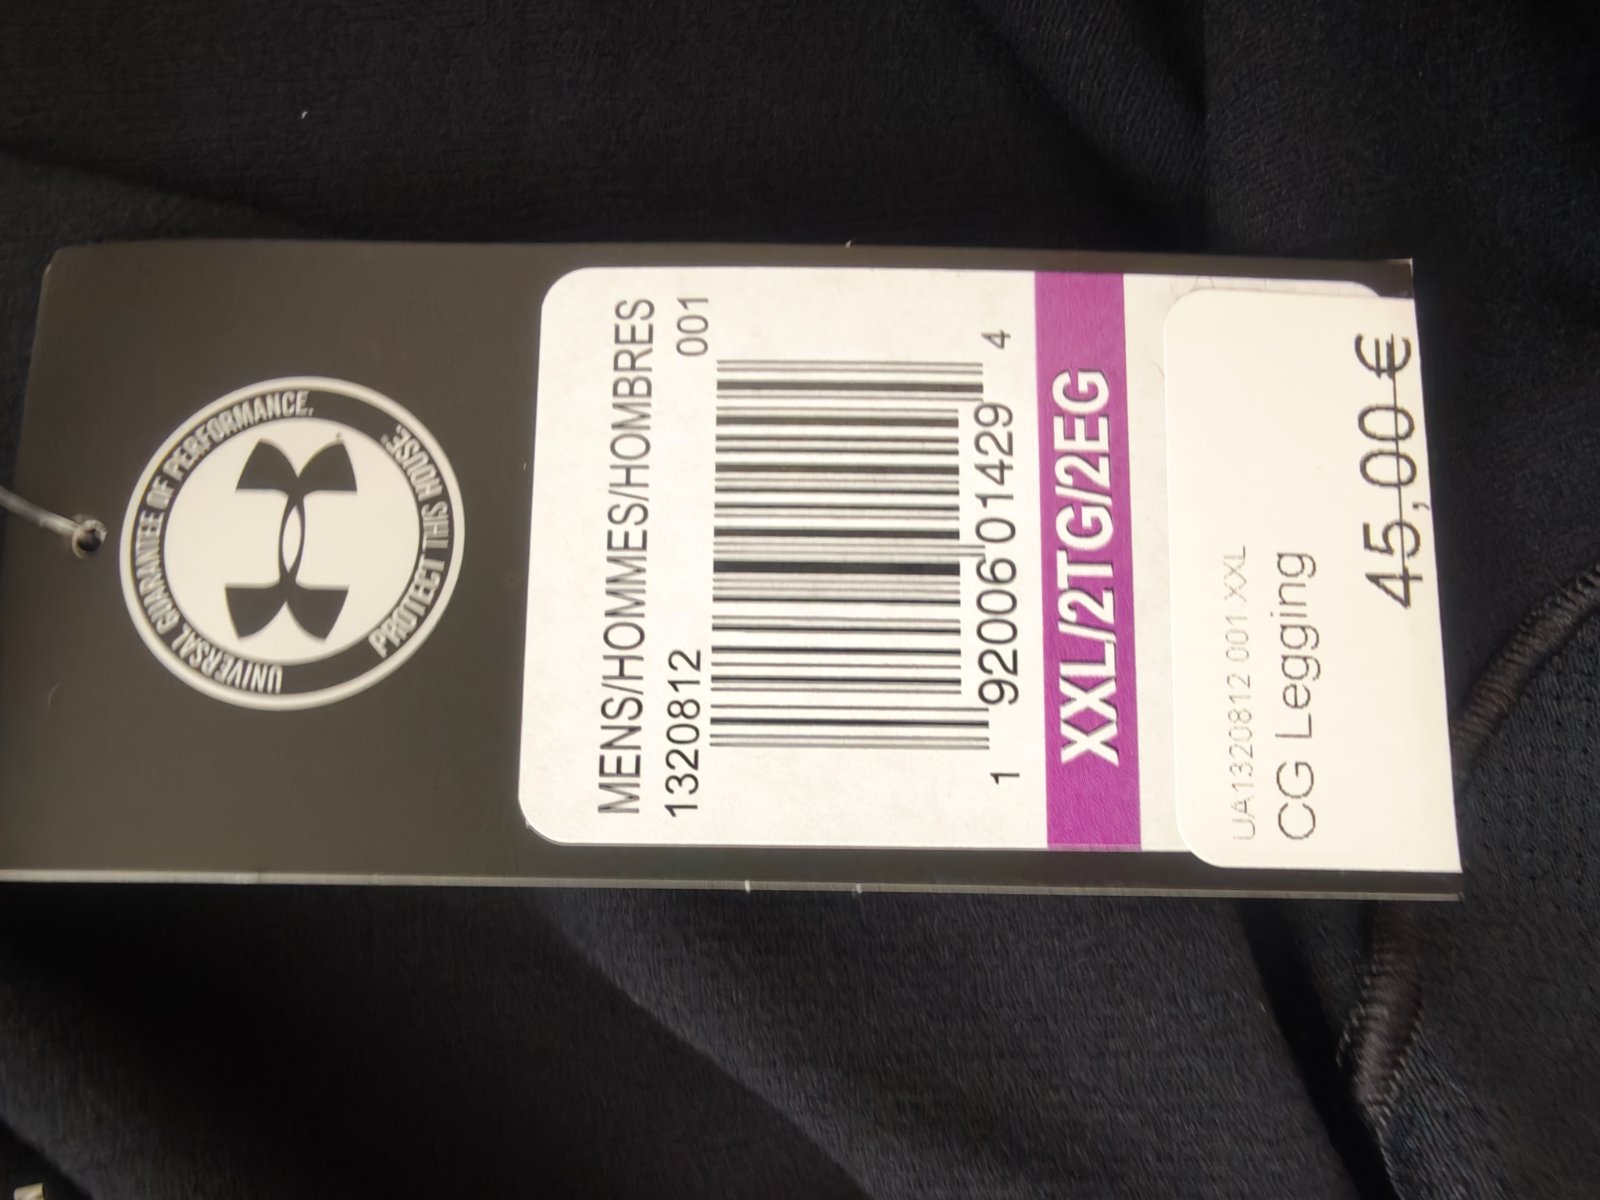 UNIVERSAL GUARANTEE OF PERFORMANCE.
PROTECT THIS HOUSE.
MENS/HOMMES/HOMBRES
1320812 001
1 92006 01429 4
XXL/2TG/2EG
UA1320812 001 XXL
CG Legging
45,00 €